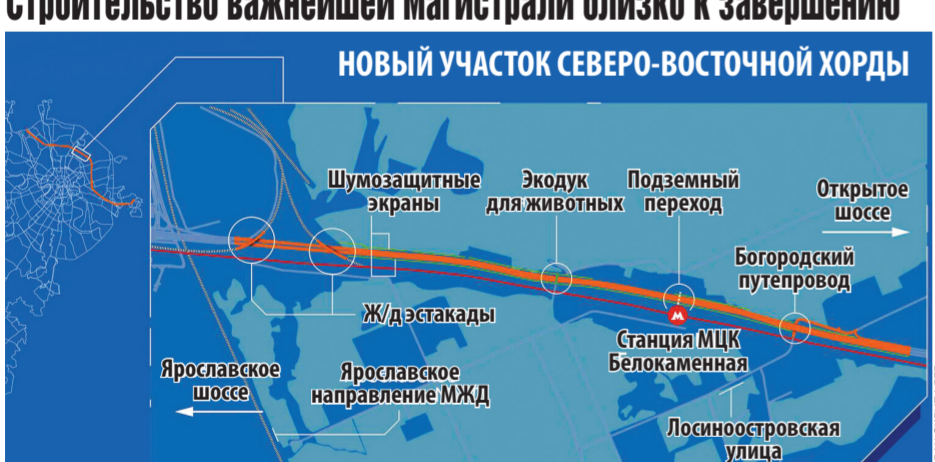 Строительство важнейшей магистрали близко к завершению
НОВЫЙ УЧАСТОК СЕВЕРО-ВОСТОЧНОЙ ХОРДЫ
Шумозащитные
экраны
Экодук
для животных
Подземный
переход
Открытое
шоссе
Богородский
путепровод
Ж/д эстакады
М
Станция МЦК
Белокаменная
Ярославское
шоссе
Ярославское
направление МЖД
Лосиноостровская
улица